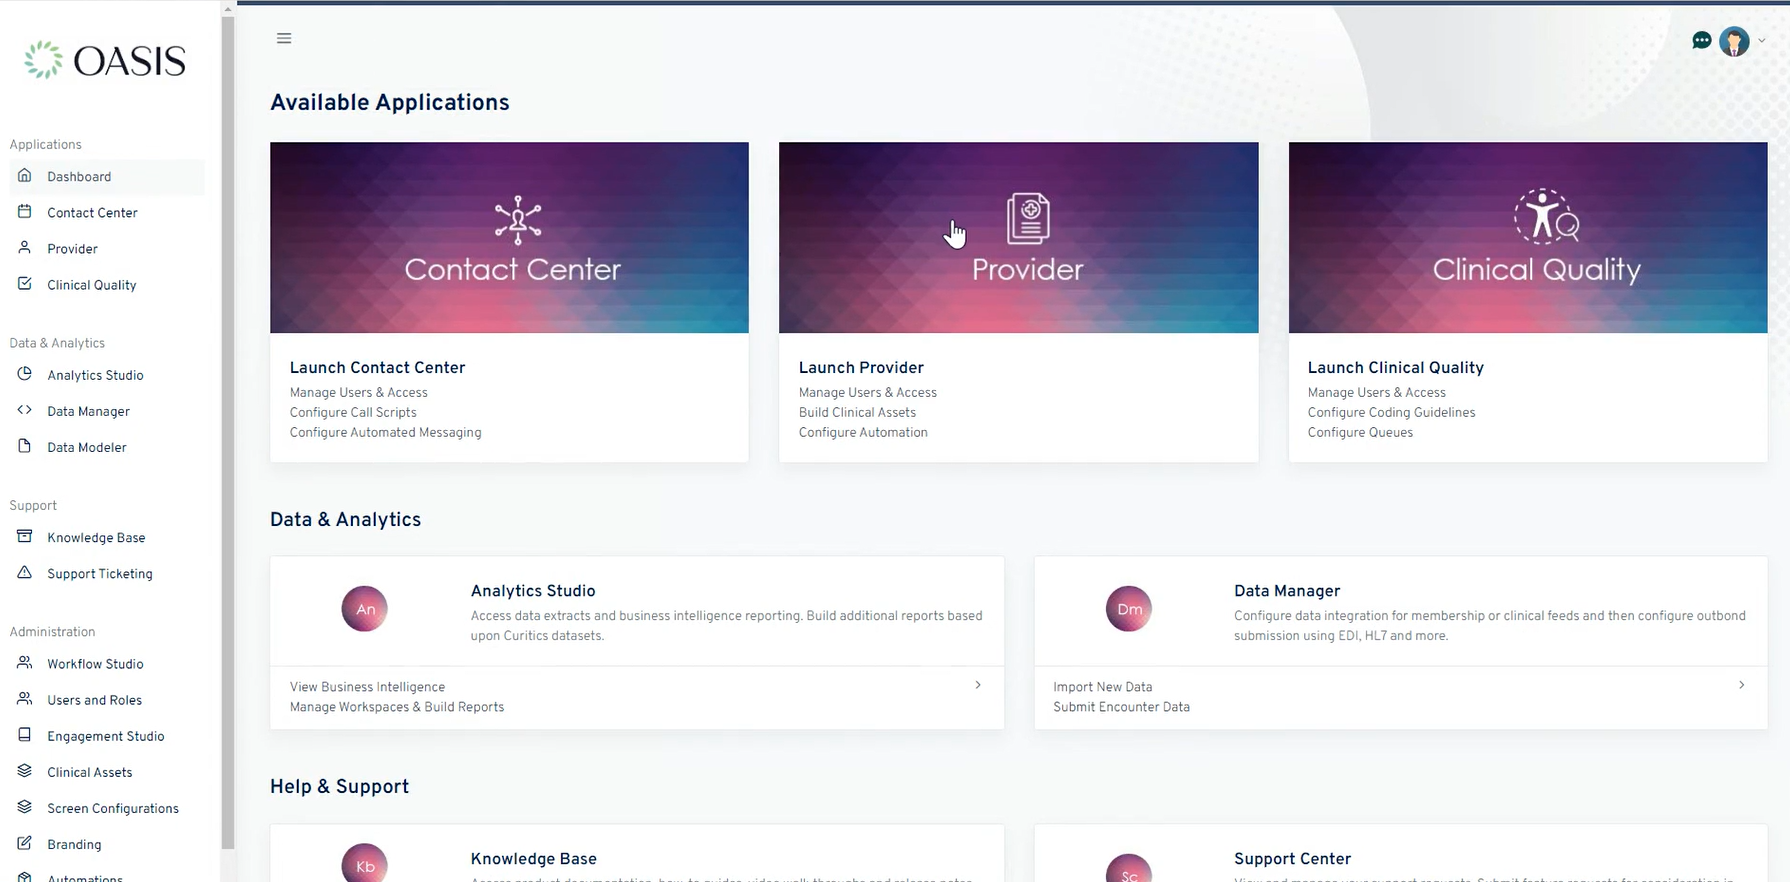 OASIS
Applications
Dashboard
Contact Center
Provider
Clinical Quality
Data & Analytics
Analytics Studio
Data Manager
Data Modeler
Support
Knowledge Base
Support Ticketing
Administration
Workflow Studio
Users and Roles
Engagement Studio
Clinical Assets
Screen Configurations
Branding
Automations
Available Applications
Contact Center
Launch Contact Center
Manage Users & Access
Configure Call Scripts
Configure Automated Messaging
Provider
Launch Provider
Manage Users & Access
Build Clinical Assets
Configure Automation
Clinical Quality
Launch Clinical Quality
Manage Users & Access
Configure Coding Guidelines
Configure Queues
Data & Analytics
An
Analytics Studio
Access data extracts and business intelligence reporting. Build additional reports based
upon Curitics datasets.
View Business Intelligence
Manage Workspaces & Build Reports
Dm
Data Manager
Configure data integration for membership or clinical feeds and then configure outbond
submission using EDI, HL7 and more.
Import New Data
Submit Encounter Data
Help & Support
Kb
Knowledge Base
Sc
Support Center